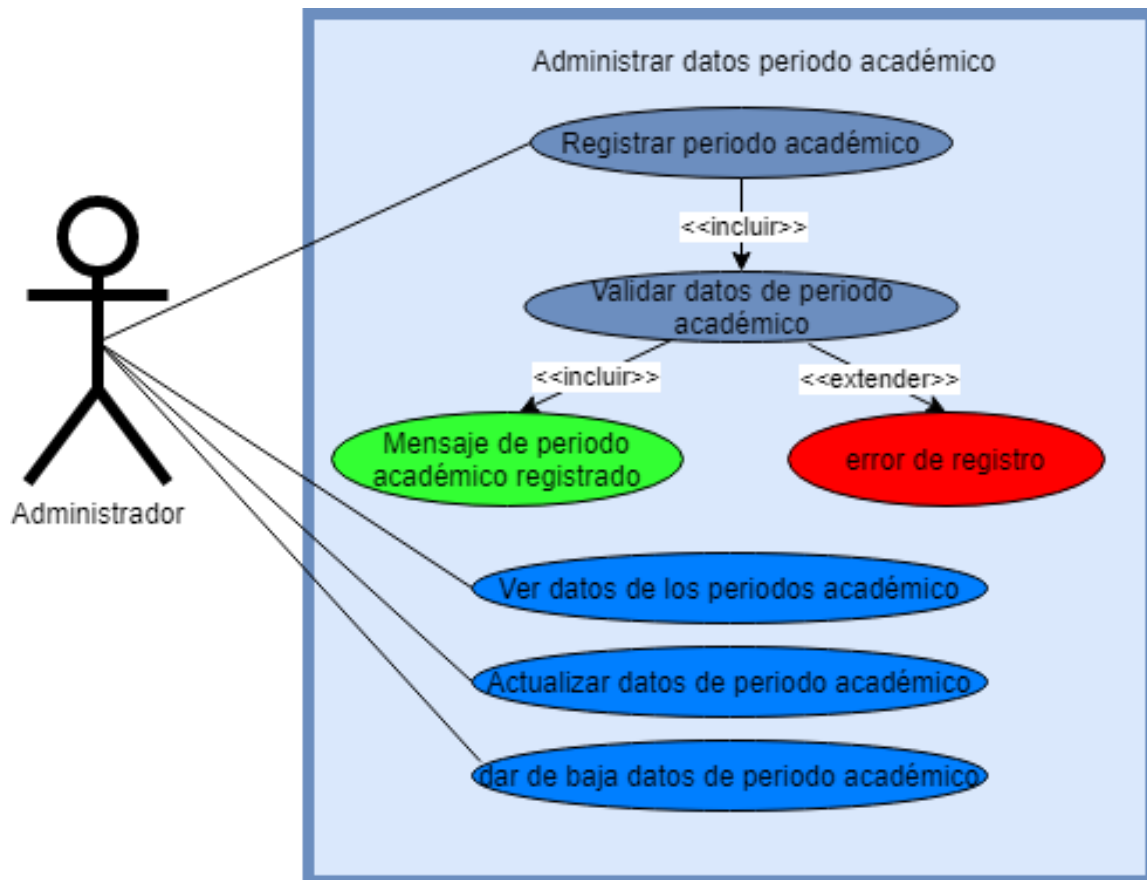 Administrar datos periodo académico
Registrar periodo académico
<<incluir>>
Validar datos de periodo
académico
<<incluir>>
<<extender>>
Mensaje de periodo
académico registrado
error de registro
Administrador
Ver datos de los periodos académico
Actualizar datos de periodo académico
dar de baja datos de periodo académico